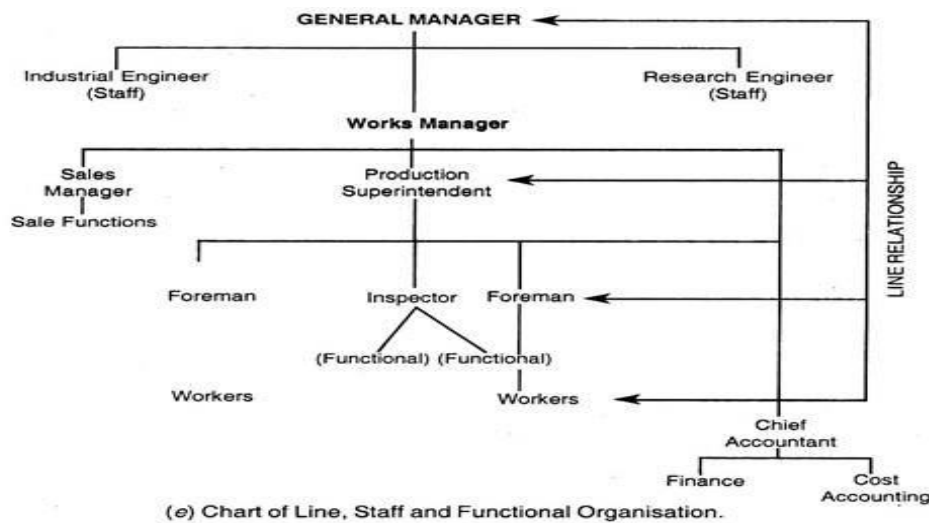 GENERAL MANAGER
Industrial Engineer
(Staff)
Research Engineer
(Staff)
Works Manager
Sales
Manager
Production
Superintendent
Sale Functions
LINE RELATIONSHIP
Foreman
Inspector
Foreman
(Functional) (Functional)
Workers
Workers
Chief
Accountant
Finance
Cost
Accounting
(e) Chart of Line, Staff and Functional Organisation.